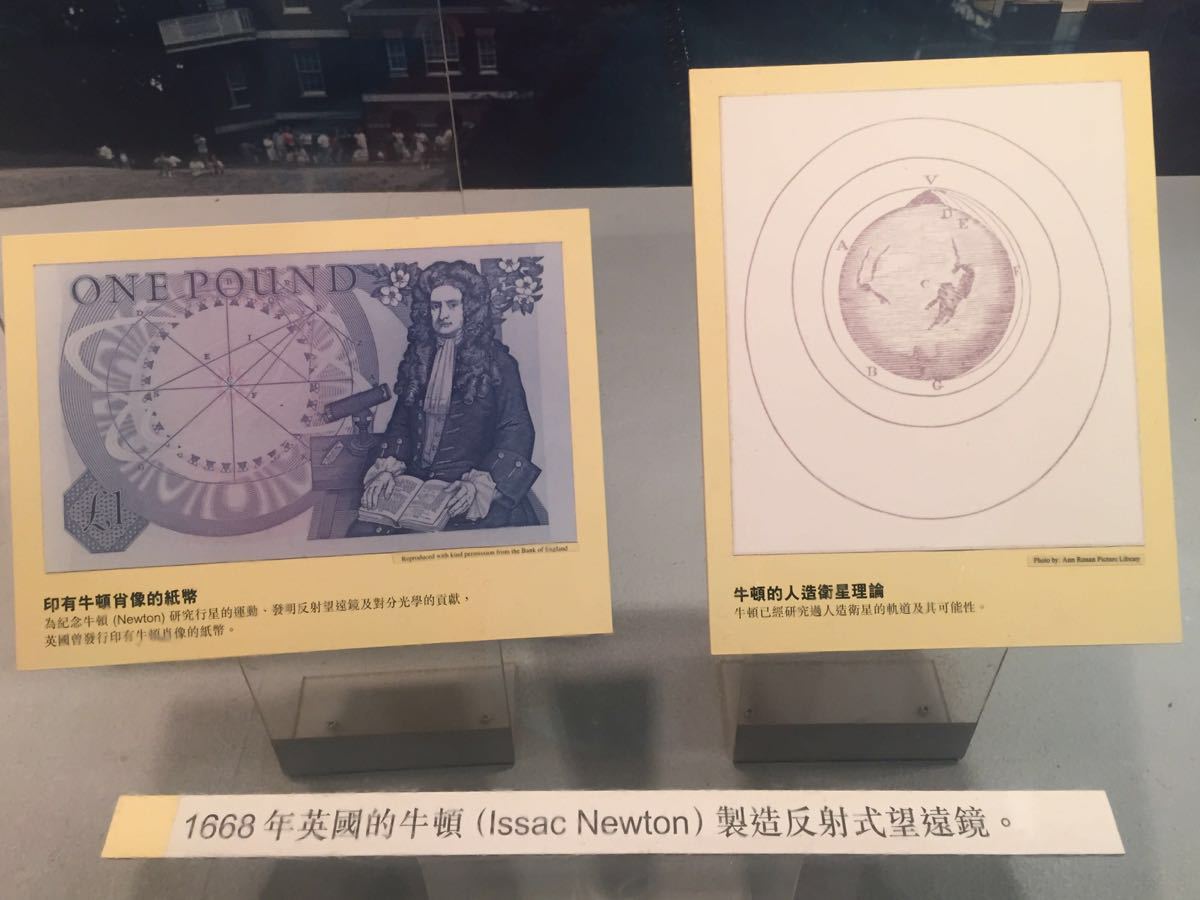 ONE POUND
£1
Reproduced with kind permission from the Bank of England
印有牛頓肖像的紙幣
為紀念牛頓 (Newton) 研究行星的運動、發明反射望遠鏡及對分光學的貢獻，
英國曾發行印有牛頓肖像的紙幣。
V
D E
A
F
C
B
G
Photo by: Ann Ronan Picture Library
牛頓的人造衛星理論
牛頓已經研究過人造衛星的軌道及其可能性。
1668 年英國的牛頓 (Issac Newton) 製造反射式望遠鏡。